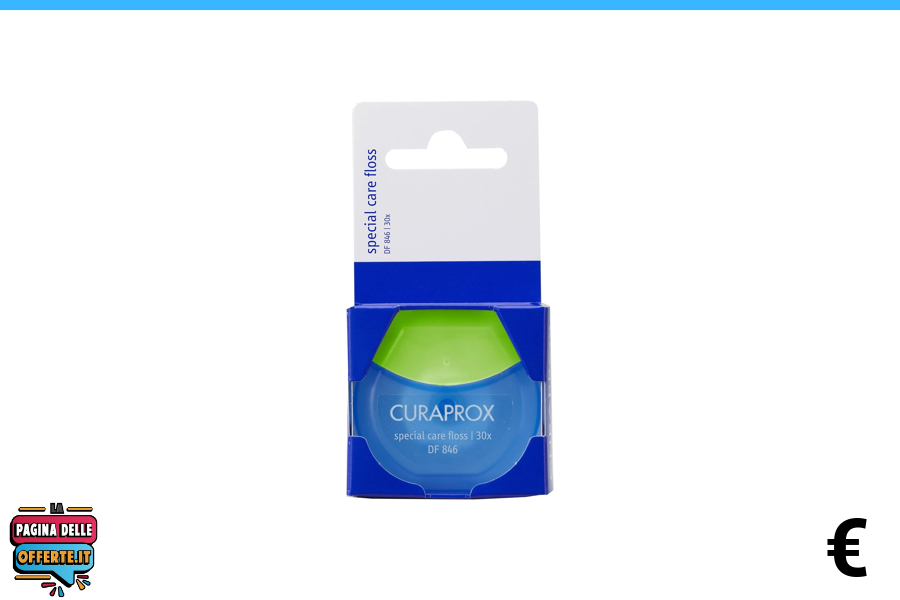 special care floss
DF 846 | 30x
CURAPROX
special care floss | 30x
DF 846
LA
PAGINA DELLE
OFFERTE.IT
€